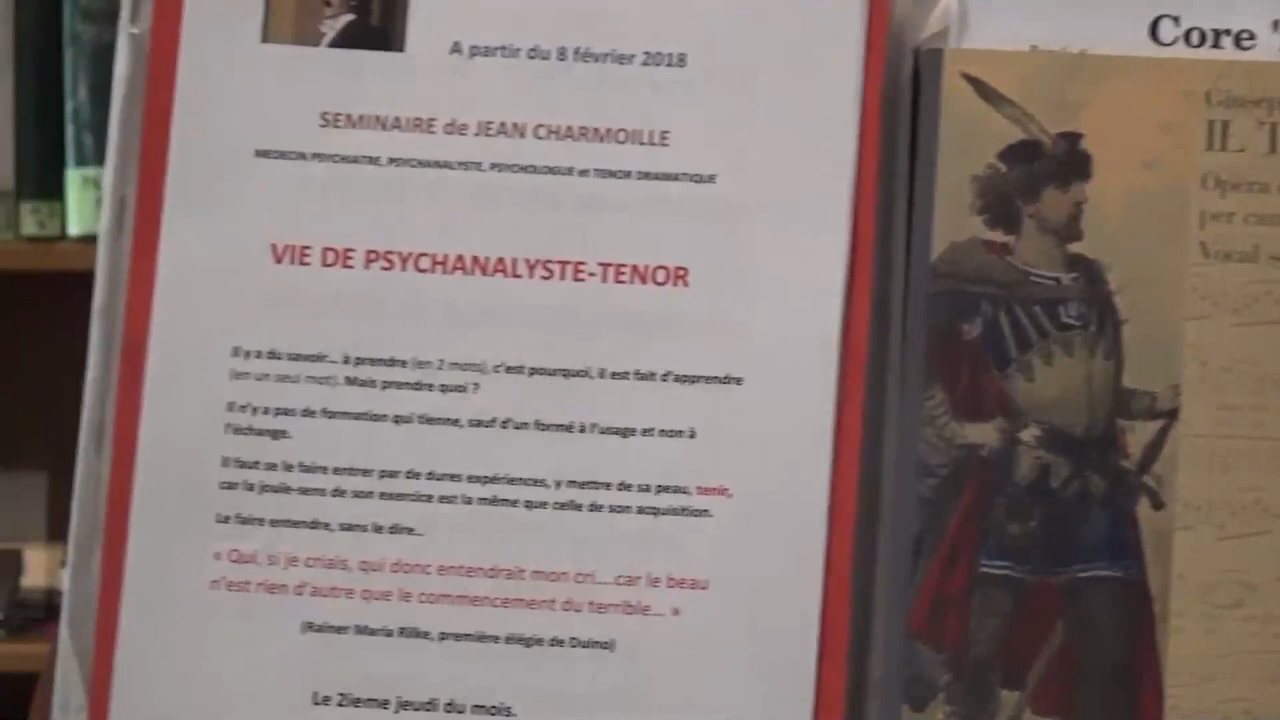 A partir du 8 février 2018
SEMINAIRE de JEAN CHARMOILLE
MEDECIN PSYCHIATRE, PSYCHANALYSTE, PSYCHOLOGUE et TENOR DRAMATIQUE
VIE DE PSYCHANALYSTE-TENOR
Il y a du savoir... à prendre (en 2 mots), c'est pourquoi, il est fait d'apprendre
(en un seul mot). Mais prendre quoi ?
Il n'y a pas de formation qui tienne, sauf d'un formé à l'usage et non à
l'échange.
Il faut se le faire entrer par de dures expériences, y mettre de sa peau, tenir,
car la jouis-sens de son exercice est la même que celle de son acquisition.
Le faire entendre, sans le dire...
« Qui, si je criais, qui donc entendrait mon cri....car le beau
n'est rien d'autre que le commencement du terrible... »
(Rainer Maria Rilke, première élégie de Duino)
Le 2ieme jeudi du mois.
Core
Giusep
IL T
Opera
per can
Vocal